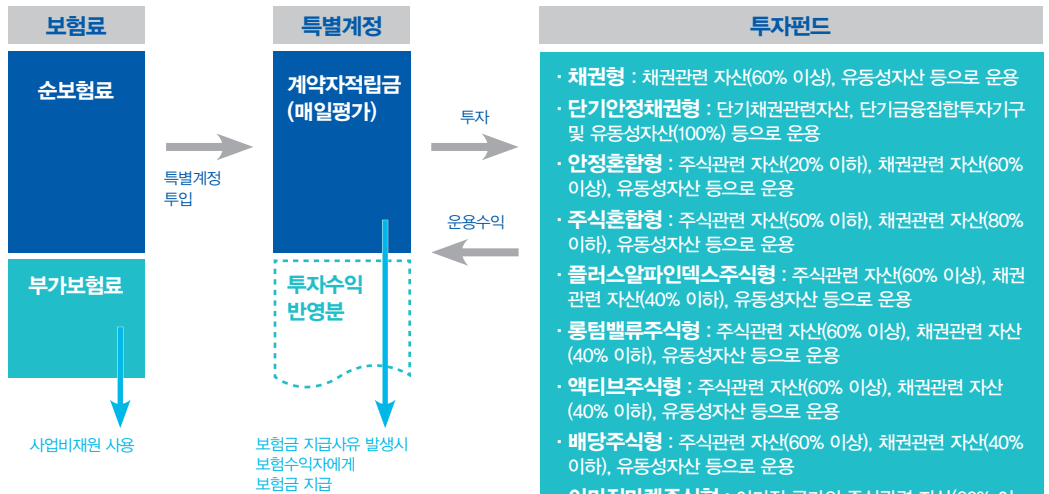 보험료
순보험료
부가보험료
사업비재원 사용
특별계정
투입
특별계정
계약자적립금
(매일평가)
투자수익
반영분
보험금 지급사유 발생시
보험수익자에게
보험금 지급
투자
운용수익
투자펀드
· 채권형 : 채권관련 자산(60% 이상), 유동성자산 등으로 운용
· 단기안정채권형 : 단기채권관련자산, 단기금융집합투자기구
및 유동성자산(100%) 등으로 운용
· 안정혼합형 : 주식관련 자산(20% 이하), 채권관련 자산(60%
이상), 유동성자산 등으로 운용
· 주식혼합형 : 주식관련 자산(50% 이하), 채권관련 자산(80%
이하), 유동성자산 등으로 운용
· 플러스알파인덱스주식형 : 주식관련 자산(60% 이상), 채권
관련 자산(40% 이하), 유동성자산 등으로 운용
· 롱텀밸류주식형 : 주식관련 자산(60% 이상), 채권관련 자산
(40% 이하), 유동성자산 등으로 운용
· 액티브주식형 : 주식관련 자산(60% 이상), 채권관련 자산
(40% 이하), 유동성자산 등으로 운용
· 배당주식형 : 주식관련 자산(60% 이상), 채권관련 자산(40%
이하), 유동성자산 등으로 운용